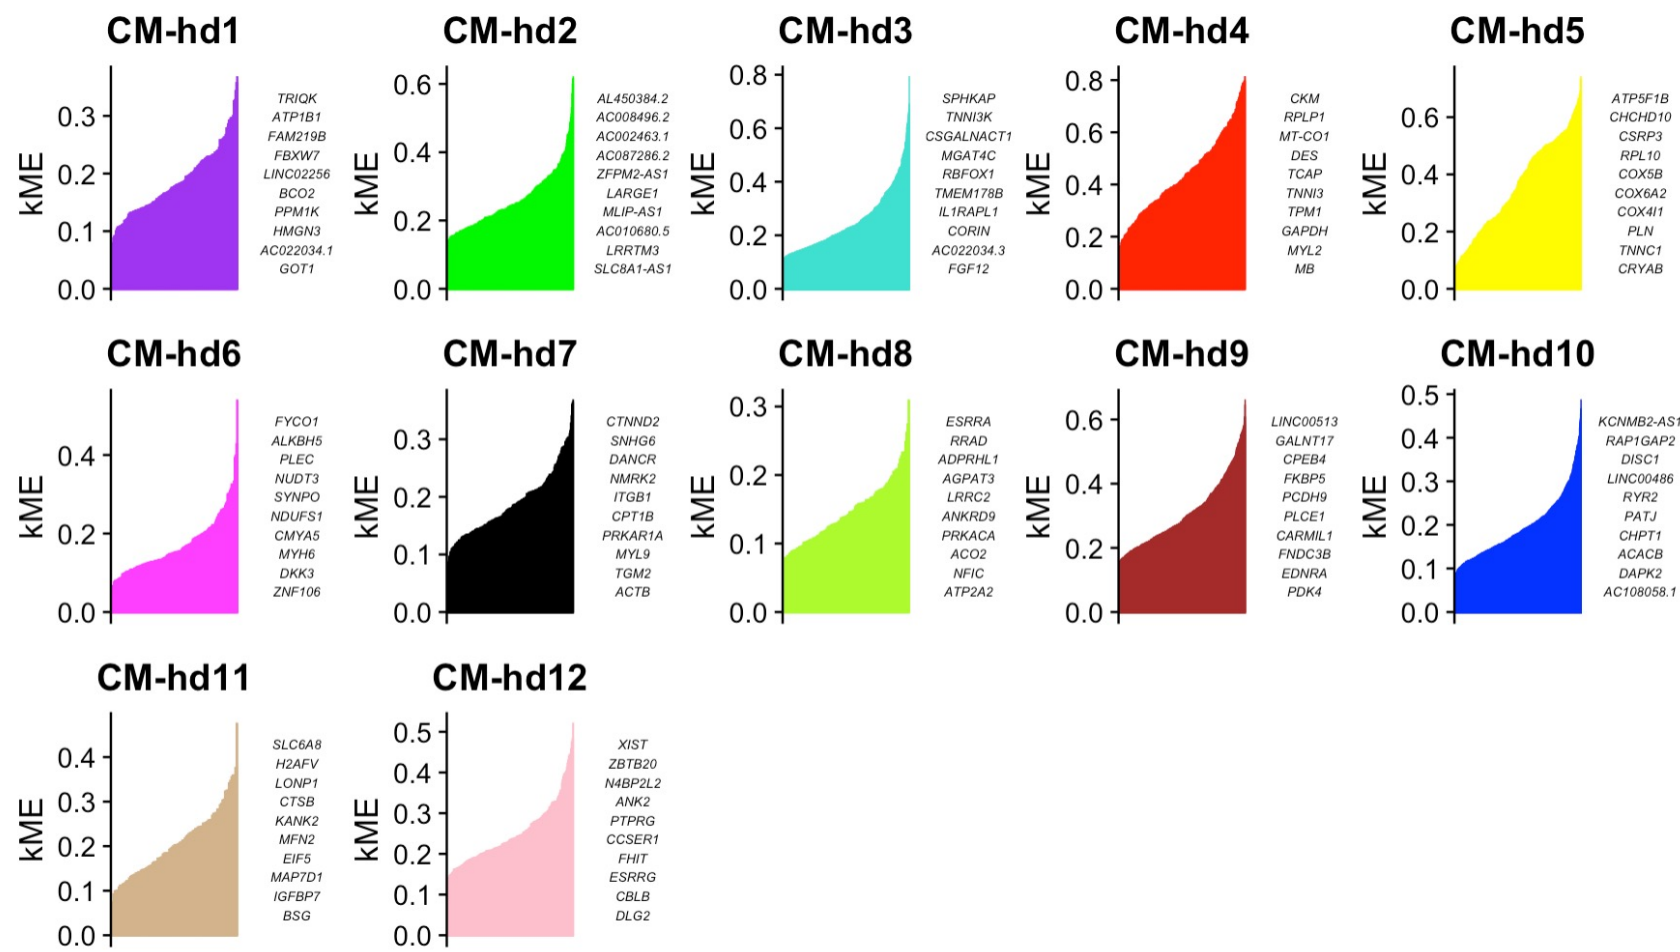 CM-hd1
kME
0.3
0.2
0.1
0.0
TRIQK
ATP1B1
FAM219B
FBXW7
LINC02256
BCO2
PPM1K
HMGN3
AC022034.1
GOT1
CM-hd2
kME
0.6
0.4
0.2
0.0
AL450384.2
AC008496.2
AC002463.1
AC087286.2
ZFPM2-AS1
LARGE1
MLIP-AS1
AC010680.5
LRRTM3
SLC8A1-AS1
CM-hd3
kME
0.8
0.6
0.4
0.2
0.0
SPHKAP
TNNI3K
CSGALNACT1
MGAT4C
RBFOX1
TMEM178B
IL1RAPL1
CORIN
AC022034.3
FGF12
CM-hd4
kME
0.8
0.6
0.4
0.2
0.0
CKM
RPLP1
MT-CO1
DES
TCAP
TNNI3
TPM1
GAPDH
MYL2
MB
CM-hd5
kME
0.6
0.4
0.2
0.0
ATP5F1B
CHCHD10
CSRP3
RPL10
COX5B
COX6A2
COX4I1
PLN
TNNC1
CRYAB
CM-hd6
kME
0.4
0.2
0.0
FYCO1
ALKBH5
PLEC
NUDT3
SYNPO
NDUFS1
CMYA5
MYH6
DKK3
ZNF106
CM-hd7
kME
0.3
0.2
0.1
0.0
CTNND2
SNHG6
DANCR
NMRK2
ITGB1
CPT1B
PRKAR1A
MYL9
TGM2
ACTB
CM-hd8
kME
0.3
0.2
0.1
0.0
ESRRA
RRAD
ADPRHL1
AGPAT3
LRRC2
ANKRD9
PRKACA
ACO2
NFIC
ATP2A2
CM-hd9
kME
0.6
0.4
0.2
0.0
LINC00513
GALNT17
CPEB4
FKBP5
PCDH9
PLCE1
CARMIL1
FNDC3B
EDNRA
PDK4
CM-hd10
kME
0.5
0.4
0.3
0.2
0.1
0.0
KCNMB2-AS1
RAP1GAP2
DISC1
LINC00486
RYR2
PATJ
CHPT1
ACACB
DAPK2
AC108058.1
CM-hd11
kME
0.4
0.3
0.2
0.1
0.0
SLC6A8
H2AFV
LONP1
CTSB
KANK2
MFN2
EIF5
MAP7D1
IGFBP7
BSG
CM-hd12
kME
0.5
0.4
0.3
0.2
0.1
0.0
XIST
ZBTB20
N4BP2L2
ANK2
PTPRG
CCSER1
FHIT
ESRRG
CBLB
DLG2